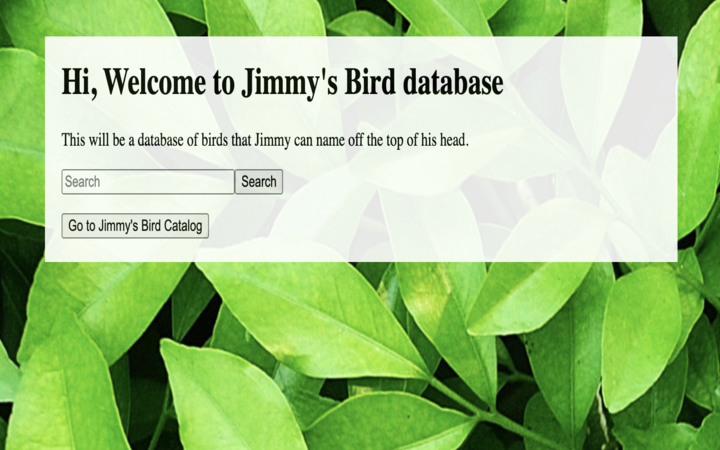 Hi, Welcome to Jimmy's Bird database
This will be a database of birds that Jimmy can name off the top of his head.
Search Search
Go to Jimmy's Bird Catalog